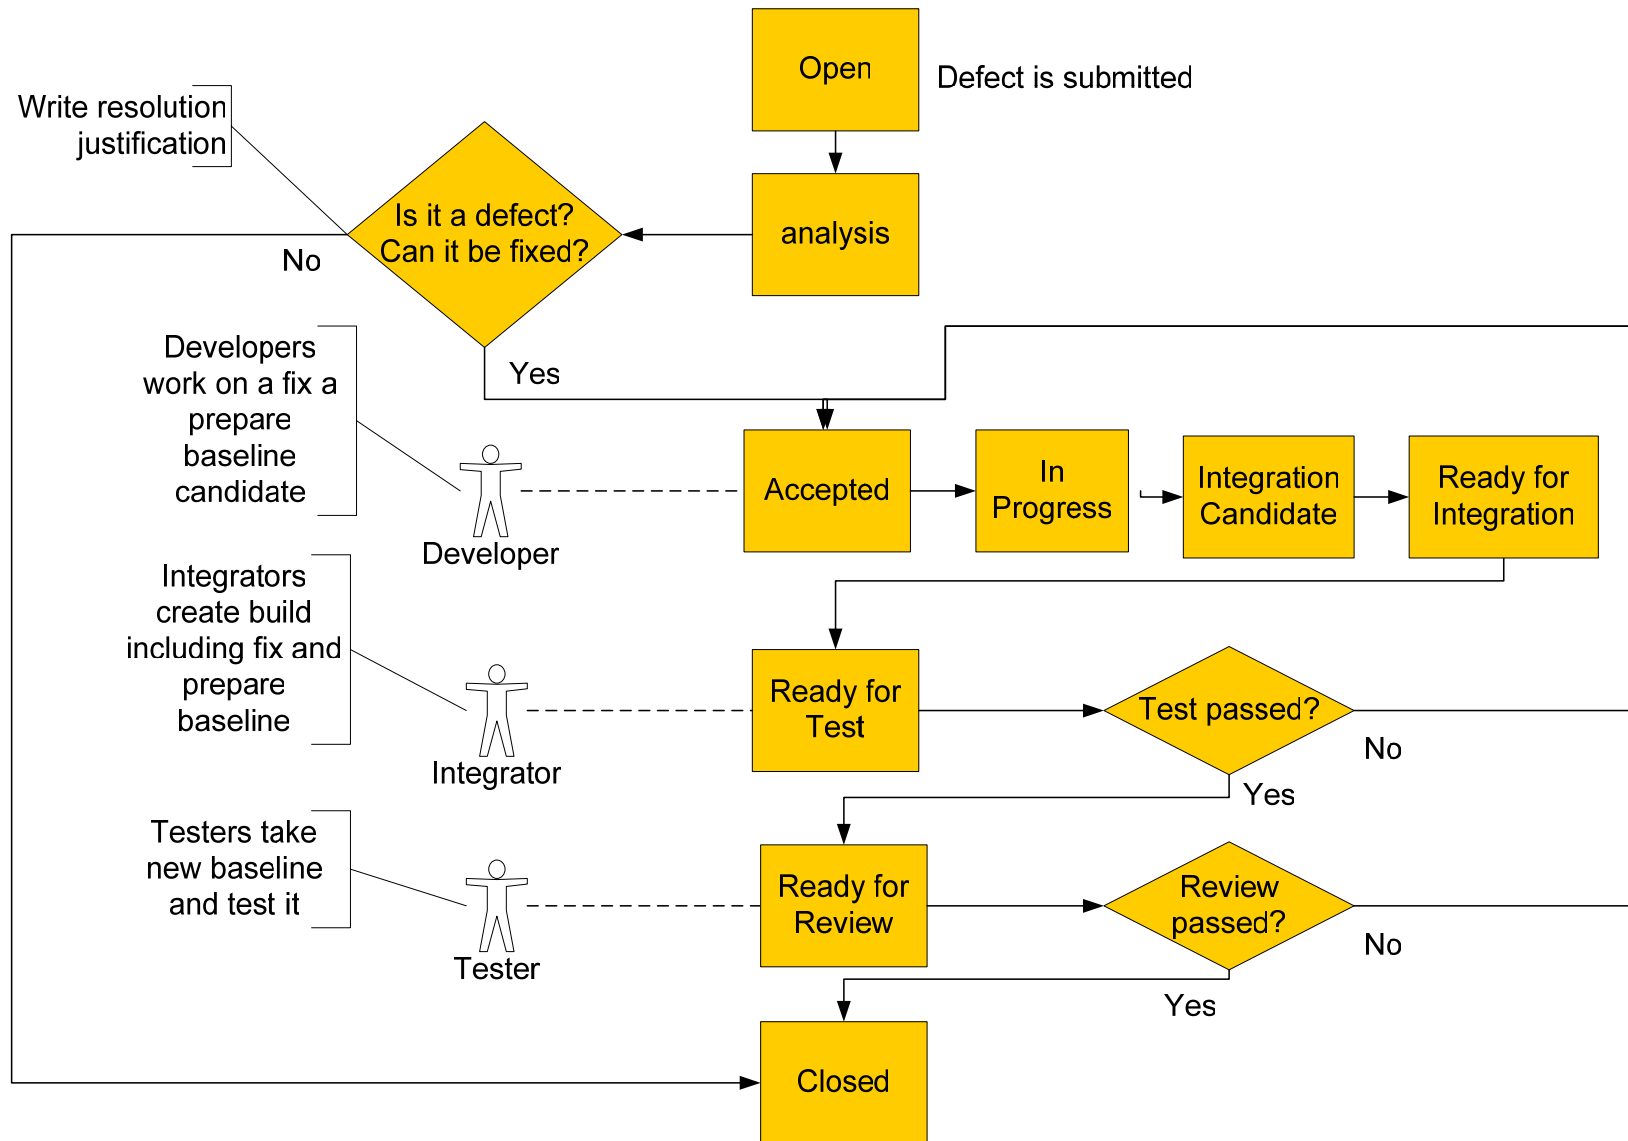 Open
Defect is submitted
Write resolution
justification
Is it a defect?
Can it be fixed?
analysis
No
Yes
Developers
work on a fix a
prepare
baseline
candidate
Developer
Accepted
In
Progress
Integration
Candidate
Ready for
Integration
Integrators
create build
including fix and
prepare
baseline
Integrator
Ready for
Test
Test passed?
No
Yes
Testers take
new baseline
and test it
Tester
Ready for
Review
Review
passed?
No
Yes
Closed